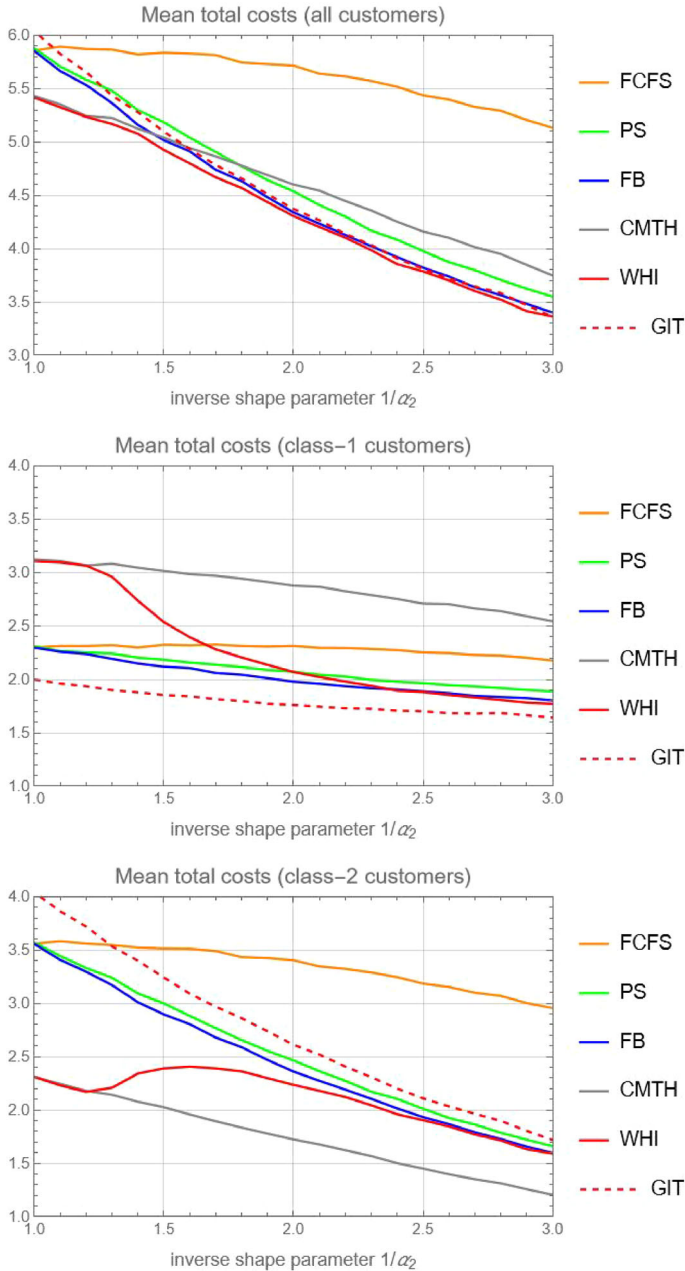 Mean total costs (all customers)
6.0
5.5
5.0
4.5
4.0
3.5
3.0
1.0 1.5 2.0 2.5 3.0
inverse shape parameter 1/α₂
FCFS
PS
FB
CMTH
WHI
GIT
Mean total costs (class−1 customers)
4.0
3.5
3.0
2.5
2.0
1.5
1.0
1.0 1.5 2.0 2.5 3.0
inverse shape parameter 1/α₂
FCFS
PS
FB
CMTH
WHI
GIT
Mean total costs (class−2 customers)
4.0
3.5
3.0
2.5
2.0
1.5
1.0
1.0 1.5 2.0 2.5 3.0
inverse shape parameter 1/α₂
FCFS
PS
FB
CMTH
WHI
GIT